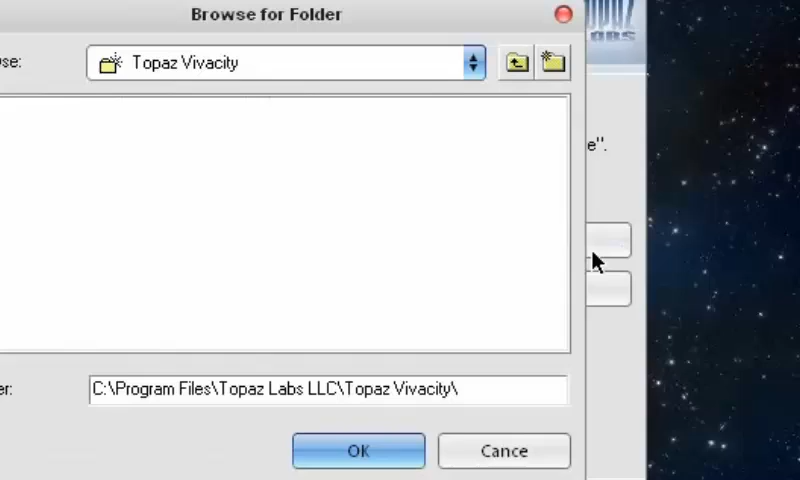 Browse for Folder
Topaz Vivacity
e".
C:\Program Files\Topaz Labs LLC\Topaz Vivacity\
OK
Cance